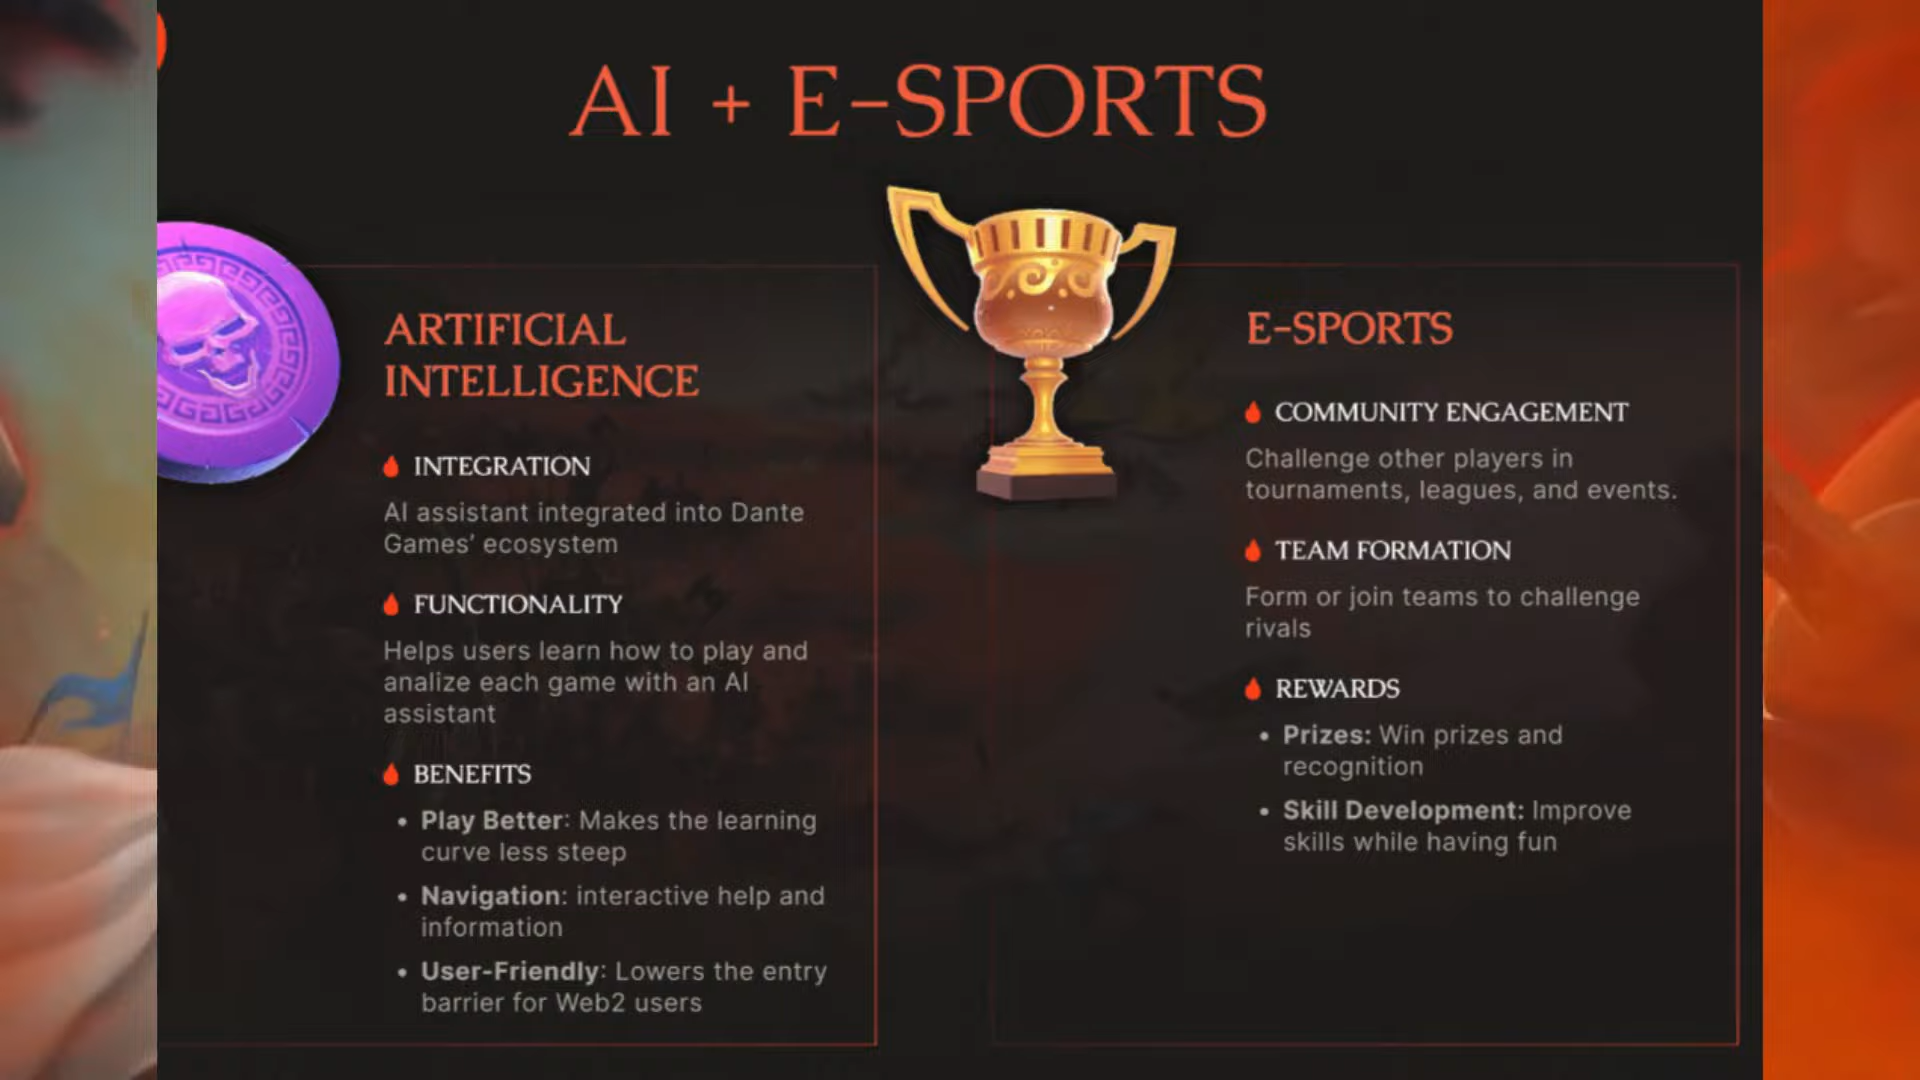 AI + E-SPORTS
ARTIFICIAL
INTELLIGENCE
INTEGRATION
AI assistant integrated into Dante
Games’ ecosystem
FUNCTIONALITY
Helps users learn how to play and
analize each game with an AI
assistant
BENEFITS
• Play Better: Makes the learning
curve less steep
• Navigation: interactive help and
information
• User-Friendly: Lowers the entry
barrier for Web2 users
E-SPORTS
COMMUNITY ENGAGEMENT
Challenge other players in
tournaments, leagues, and events.
TEAM FORMATION
Form or join teams to challenge
rivals
REWARDS
• Prizes: Win prizes and
recognition
• Skill Development: Improve
skills while having fun